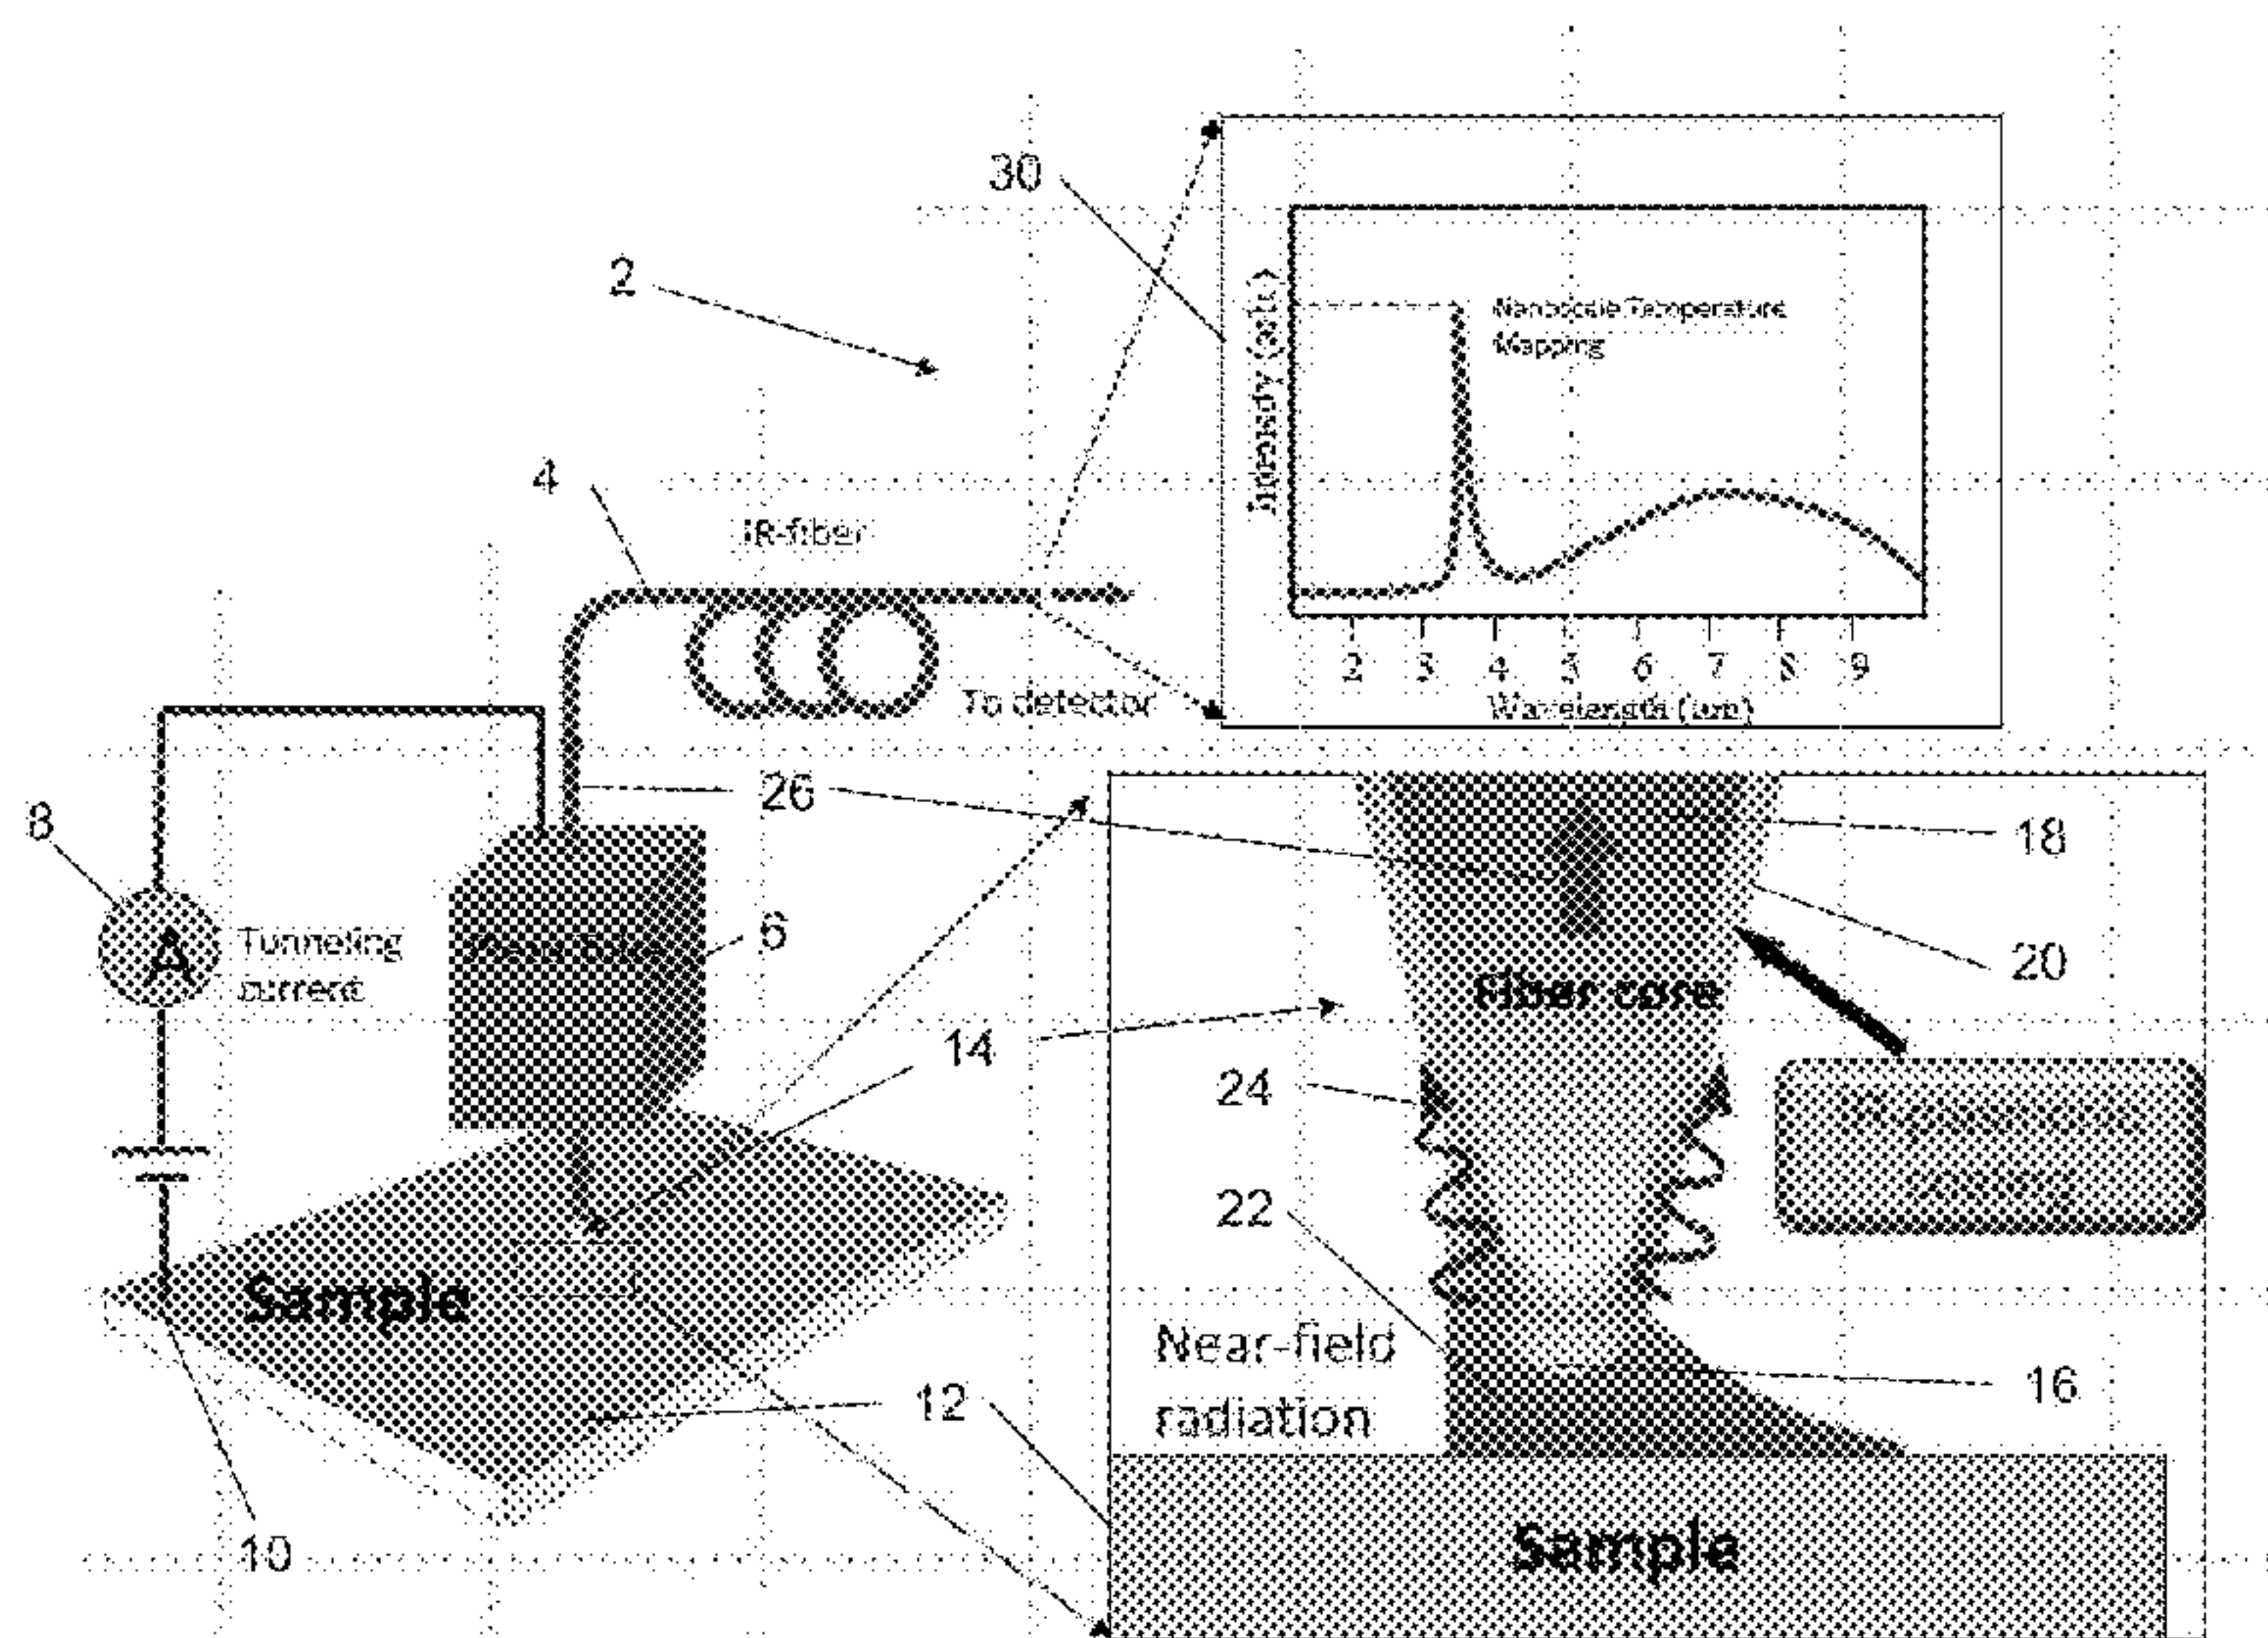 30
2
Intensity (arb.)
Nanoscale Temperature
Mapping
4
IR-fiber
2 3 4 5 6 7 8 9
Wavelength (um)
To detector
26
8
18
A
Tunneling
current
6
20
Fiber core
14
24
22
Near-field
radiation
Sample
16
12
10
Sample